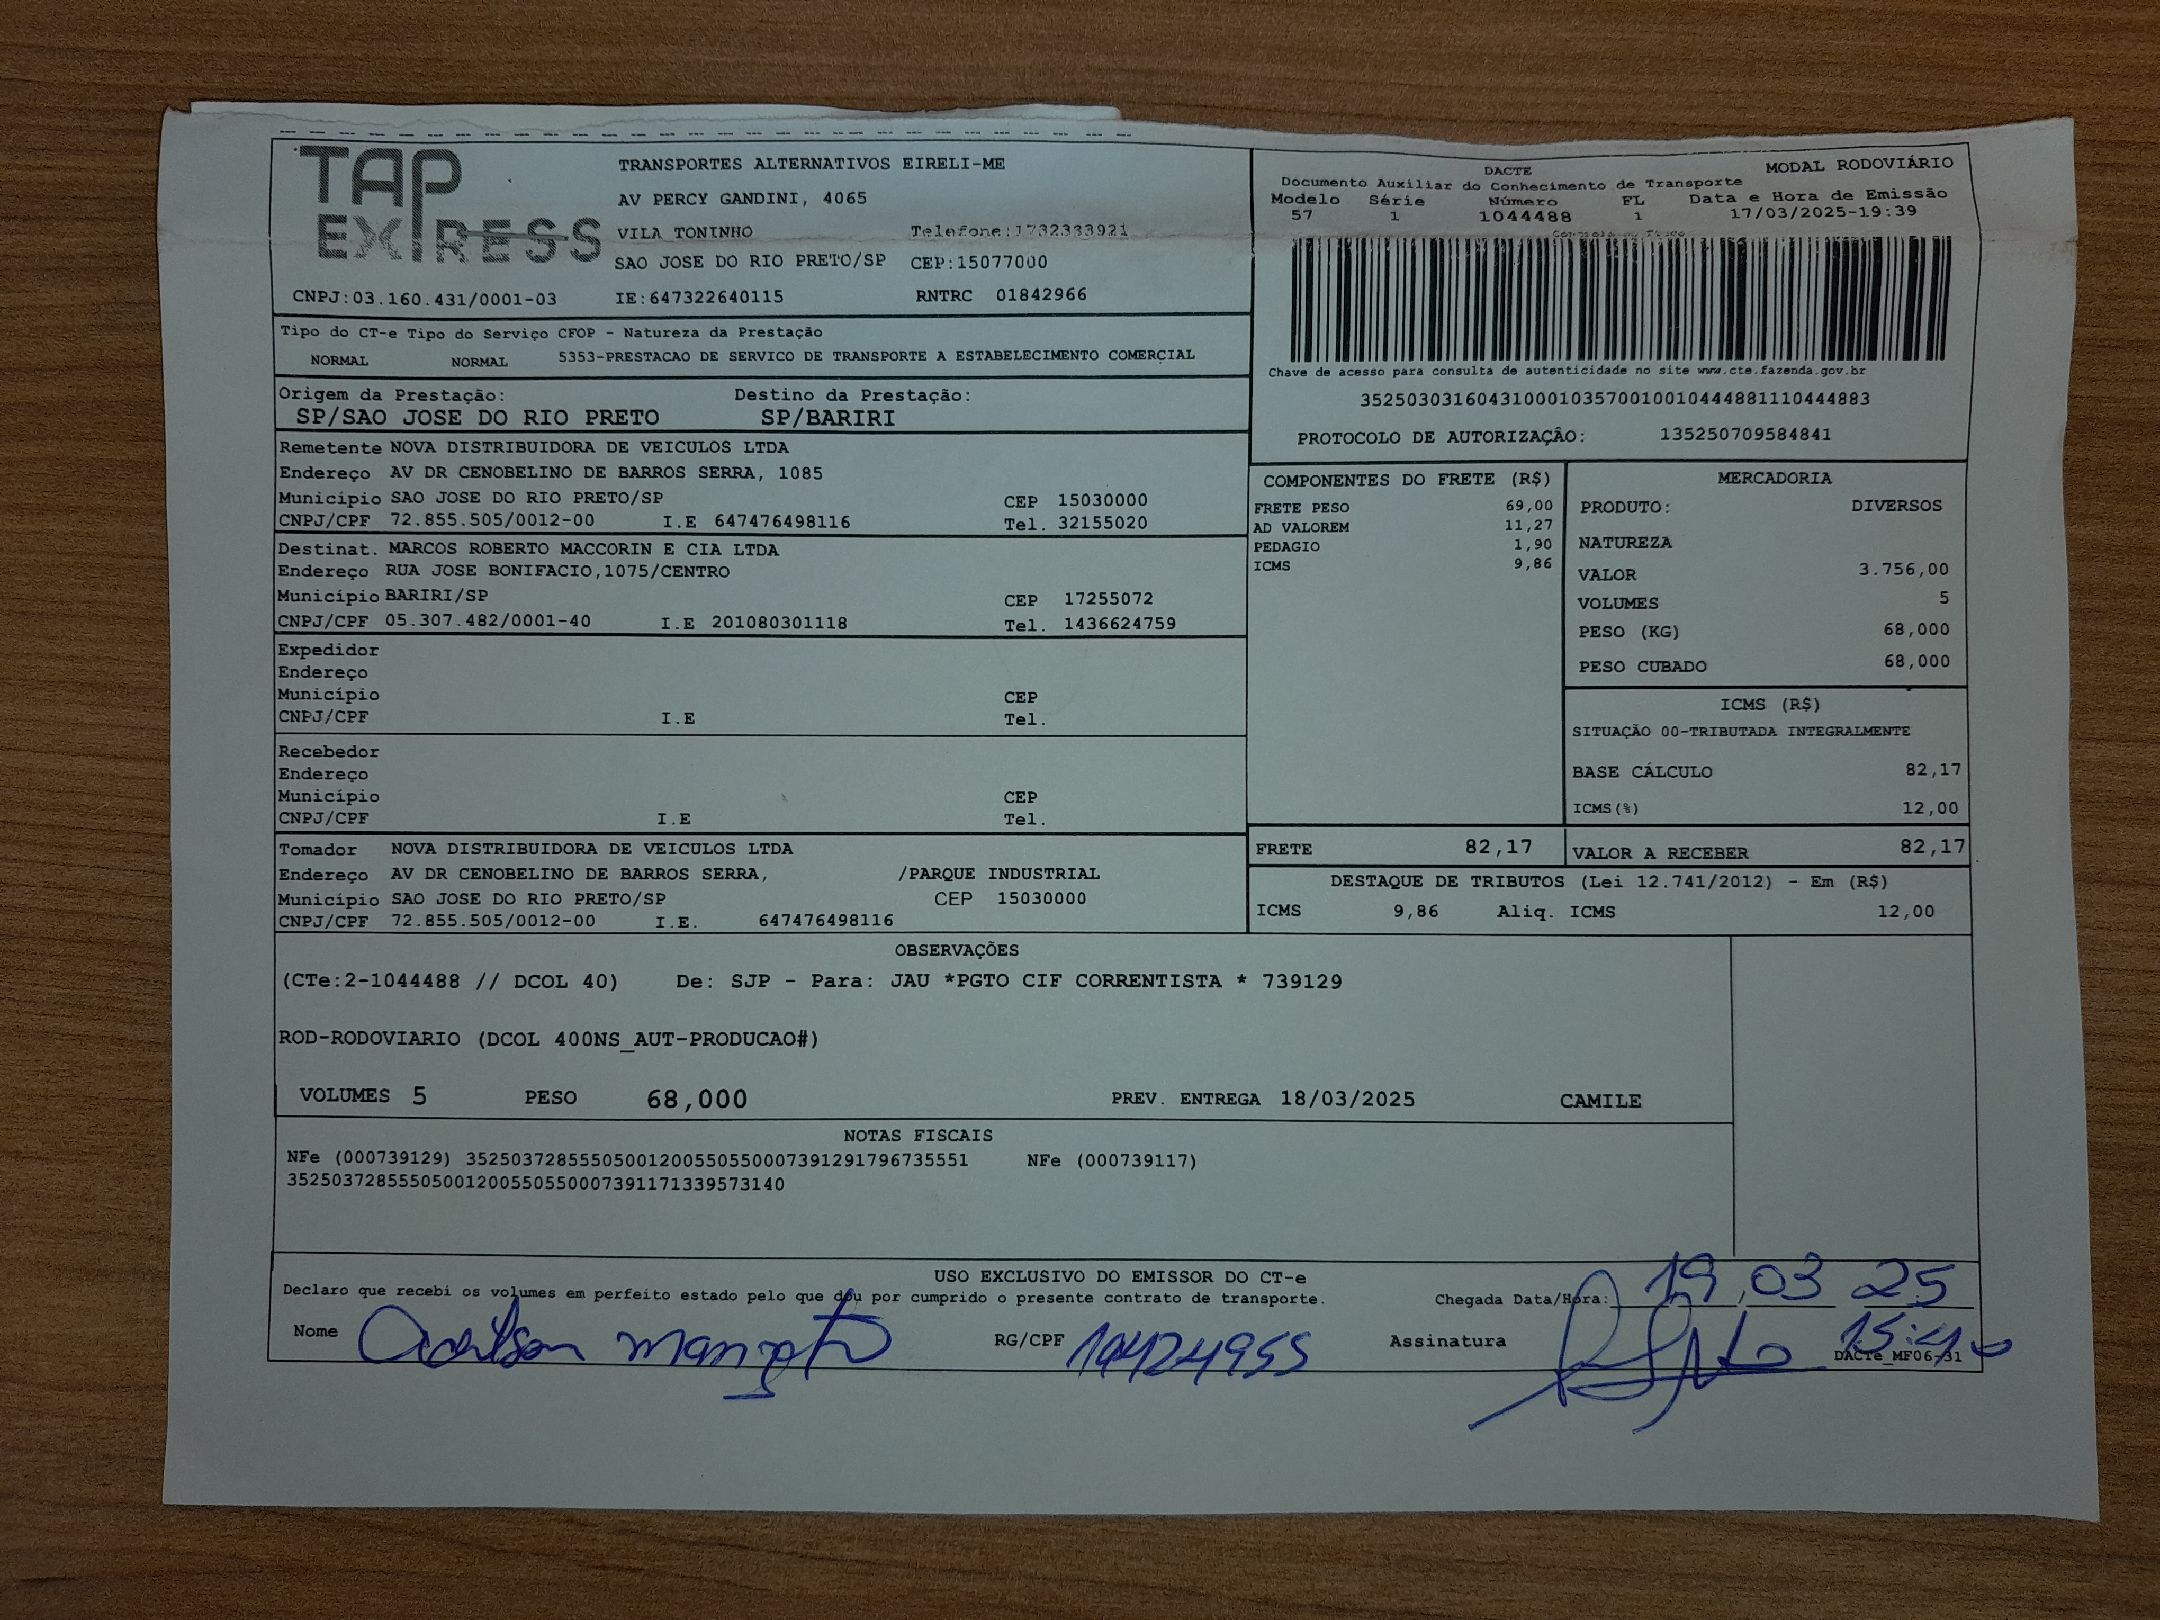 TAP EXPRESS
TRANSPORTES ALTERNATIVOS EIRELI-ME
AV PERCY GANDINI, 4065
VILA TONINHO Telefone:1732333921
SAO JOSE DO RIO PRETO/SP CEP:15077000
CNPJ:03.160.431/0001-03 IE:647322640115 RNTRC 01842966
DACTE MODAL RODOVIÁRIO
Documento Auxiliar do Conhecimento de Transporte
Modelo Série Número FL Data e Hora de Emissão
57 1 1044488 1 17/03/2025-19:39
Chave de acesso para consulta de autenticidade no site www.cte.fazenda.gov.br
35250303160431000103570010010444881110444883
PROTOCOLO DE AUTORIZAÇÃO: 135250709584841
Tipo do CT-e Tipo do Serviço CFOP - Natureza da Prestação
NORMAL NORMAL 5353-PRESTACAO DE SERVICO DE TRANSPORTE A ESTABELECIMENTO COMERCIAL
Origem da Prestação: Destino da Prestação:
SP/SAO JOSE DO RIO PRETO SP/BARIRI
Remetente NOVA DISTRIBUIDORA DE VEICULOS LTDA
Endereço AV DR CENOBELINO DE BARROS SERRA, 1085
Município SAO JOSE DO RIO PRETO/SP CEP 15030000
CNPJ/CPF 72.855.505/0012-00 I.E 647476498116 Tel. 32155020
Destinat. MARCOS ROBERTO MACCORIN E CIA LTDA
Endereço RUA JOSE BONIFACIO,1075/CENTRO
Município BARIRI/SP CEP 17255072
CNPJ/CPF 05.307.482/0001-40 I.E 201080301118 Tel. 1436624759
Expedidor
Endereço
Município CEP
CNPJ/CPF I.E Tel.
Recebedor
Endereço
Município CEP
CNPJ/CPF I.E Tel.
Tomador NOVA DISTRIBUIDORA DE VEICULOS LTDA
Endereço AV DR CENOBELINO DE BARROS SERRA, /PARQUE INDUSTRIAL
Município SAO JOSE DO RIO PRETO/SP CEP 15030000
CNPJ/CPF 72.855.505/0012-00 I.E. 647476498116
COMPONENTES DO FRETE (R$)
FRETE PESO 69,00
AD VALOREM 11,27
PEDAGIO 1,90
ICMS 9,86
MERCADORIA
PRODUTO: DIVERSOS
NATUREZA
VALOR 3.756,00
VOLUMES 5
PESO (KG) 68,000
PESO CUBADO 68,000
ICMS (R$)
SITUAÇÃO 00-TRIBUTADA INTEGRALMENTE
BASE CÁLCULO 82,17
ICMS(%) 12,00
FRETE 82,17 VALOR A RECEBER 82,17
DESTAQUE DE TRIBUTOS (Lei 12.741/2012) - Em (R$)
ICMS 9,86 Aliq. ICMS 12,00
OBSERVAÇÕES
(CTe:2-1044488 // DCOL 40) De: SJP - Para: JAU *PGTO CIF CORRENTISTA * 739129
ROD-RODOVIARIO (DCOL 400NS_AUT-PRODUCAO#)
VOLUMES 5 PESO 68,000 PREV. ENTREGA 18/03/2025 CAMILE
NOTAS FISCAIS
NFe (000739129) 35250372855505001200550550007391291796735551 NFe (000739117)
35250372855505001200550550007391171339573140
USO EXCLUSIVO DO EMISSOR DO CT-e
Declaro que recebi os volumes em perfeito estado pelo que dou por cumprido o presente contrato de transporte. Chegada Data/Hora: 19 03 25
Nome RG/CPF 14424955 Assinatura 15:40
DACTe_MF06-31